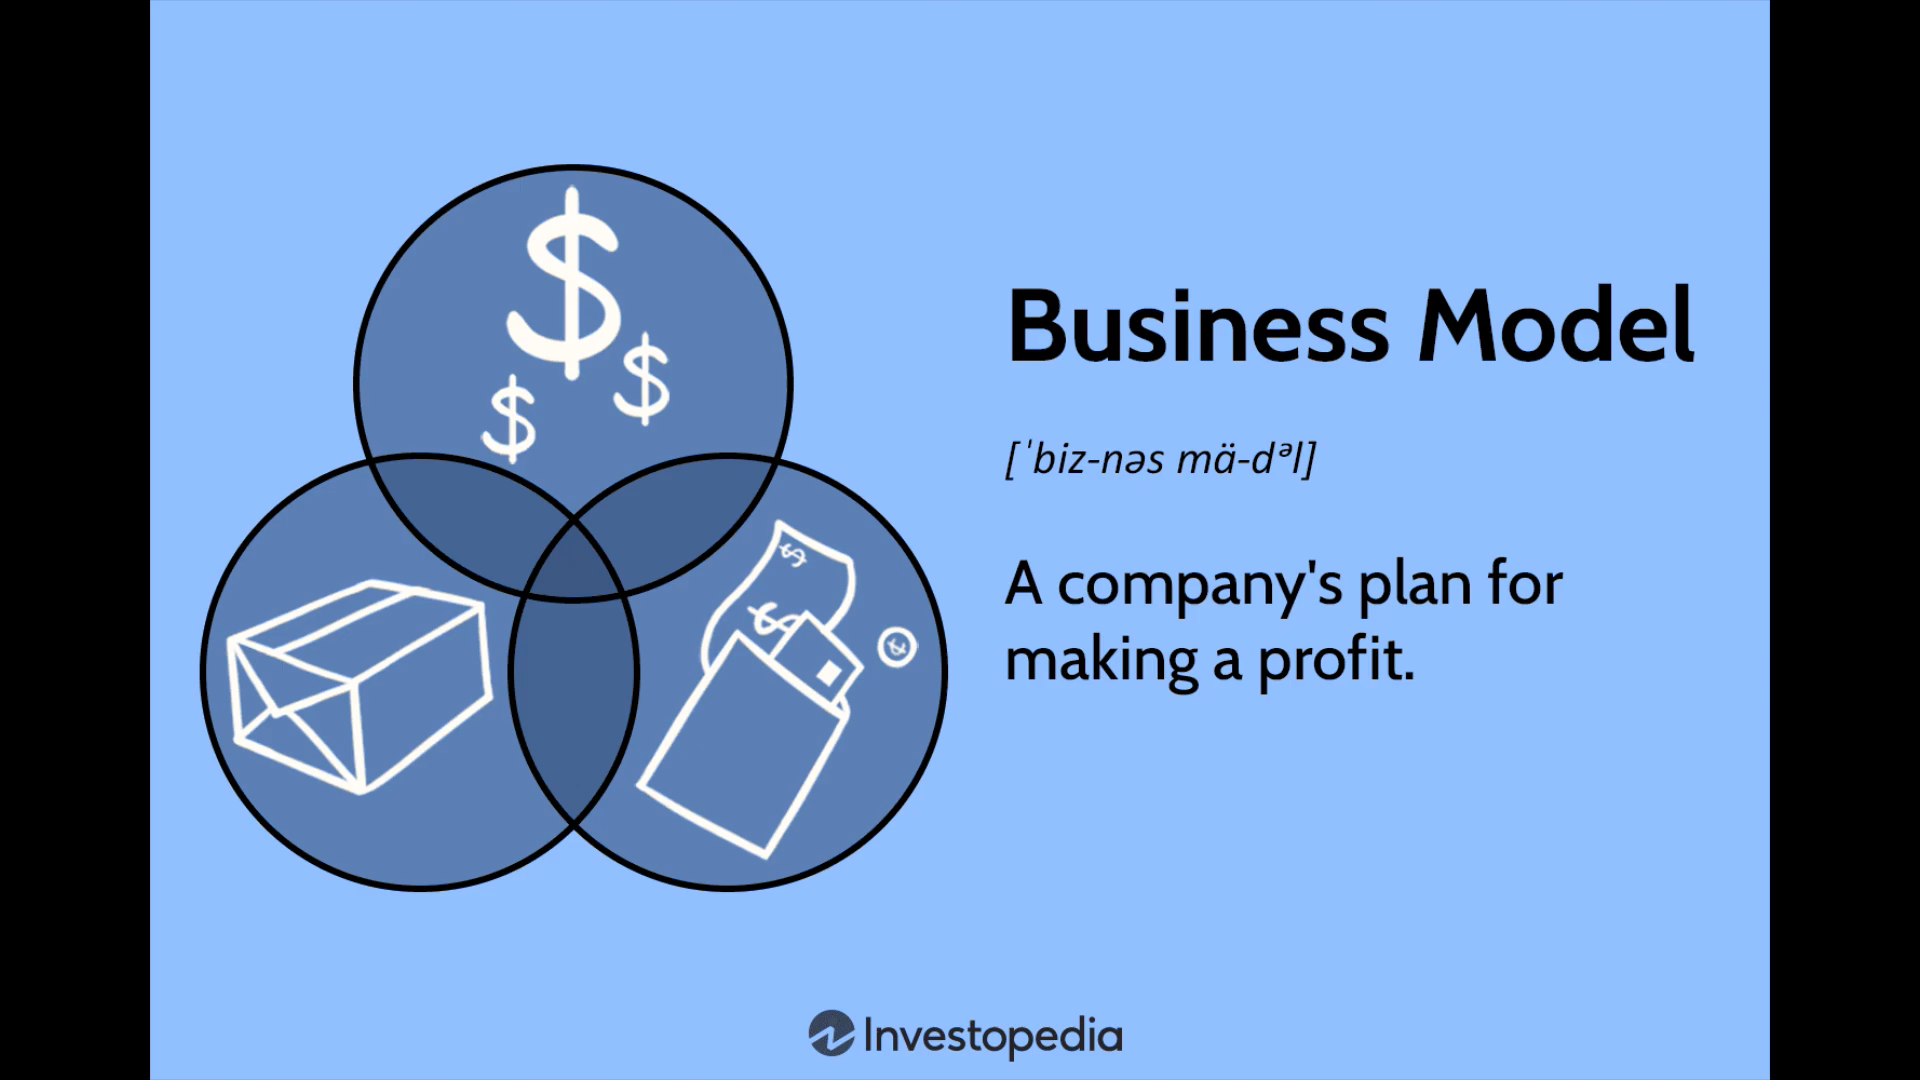 $
$
$
$
$
Business Model
[ˈbiz-nəs mä-dᵊl]
A company's plan for
making a profit.
Investopedia